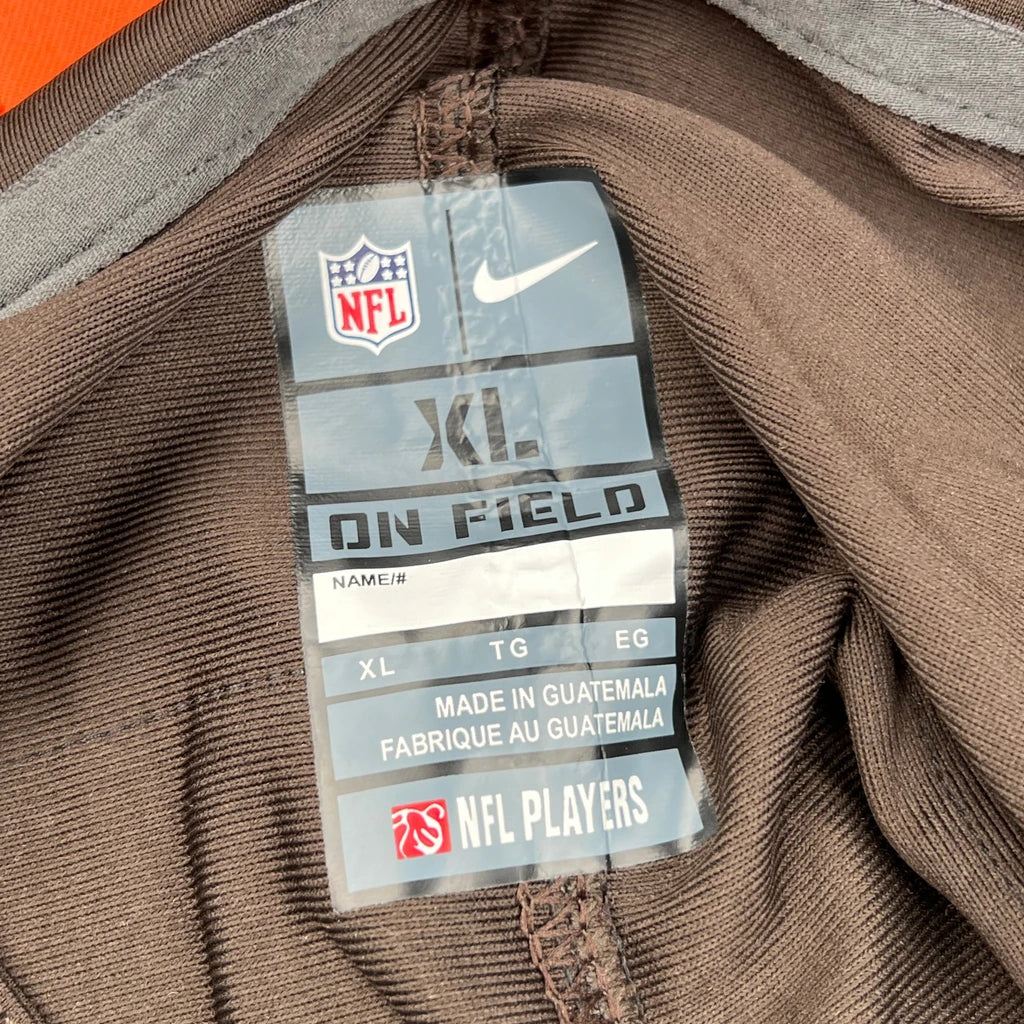 NFL
XL
ON FIELD
NAME/#
XL TG EG
MADE IN GUATEMALA
FABRIQUE AU GUATEMALA
NFL PLAYERS